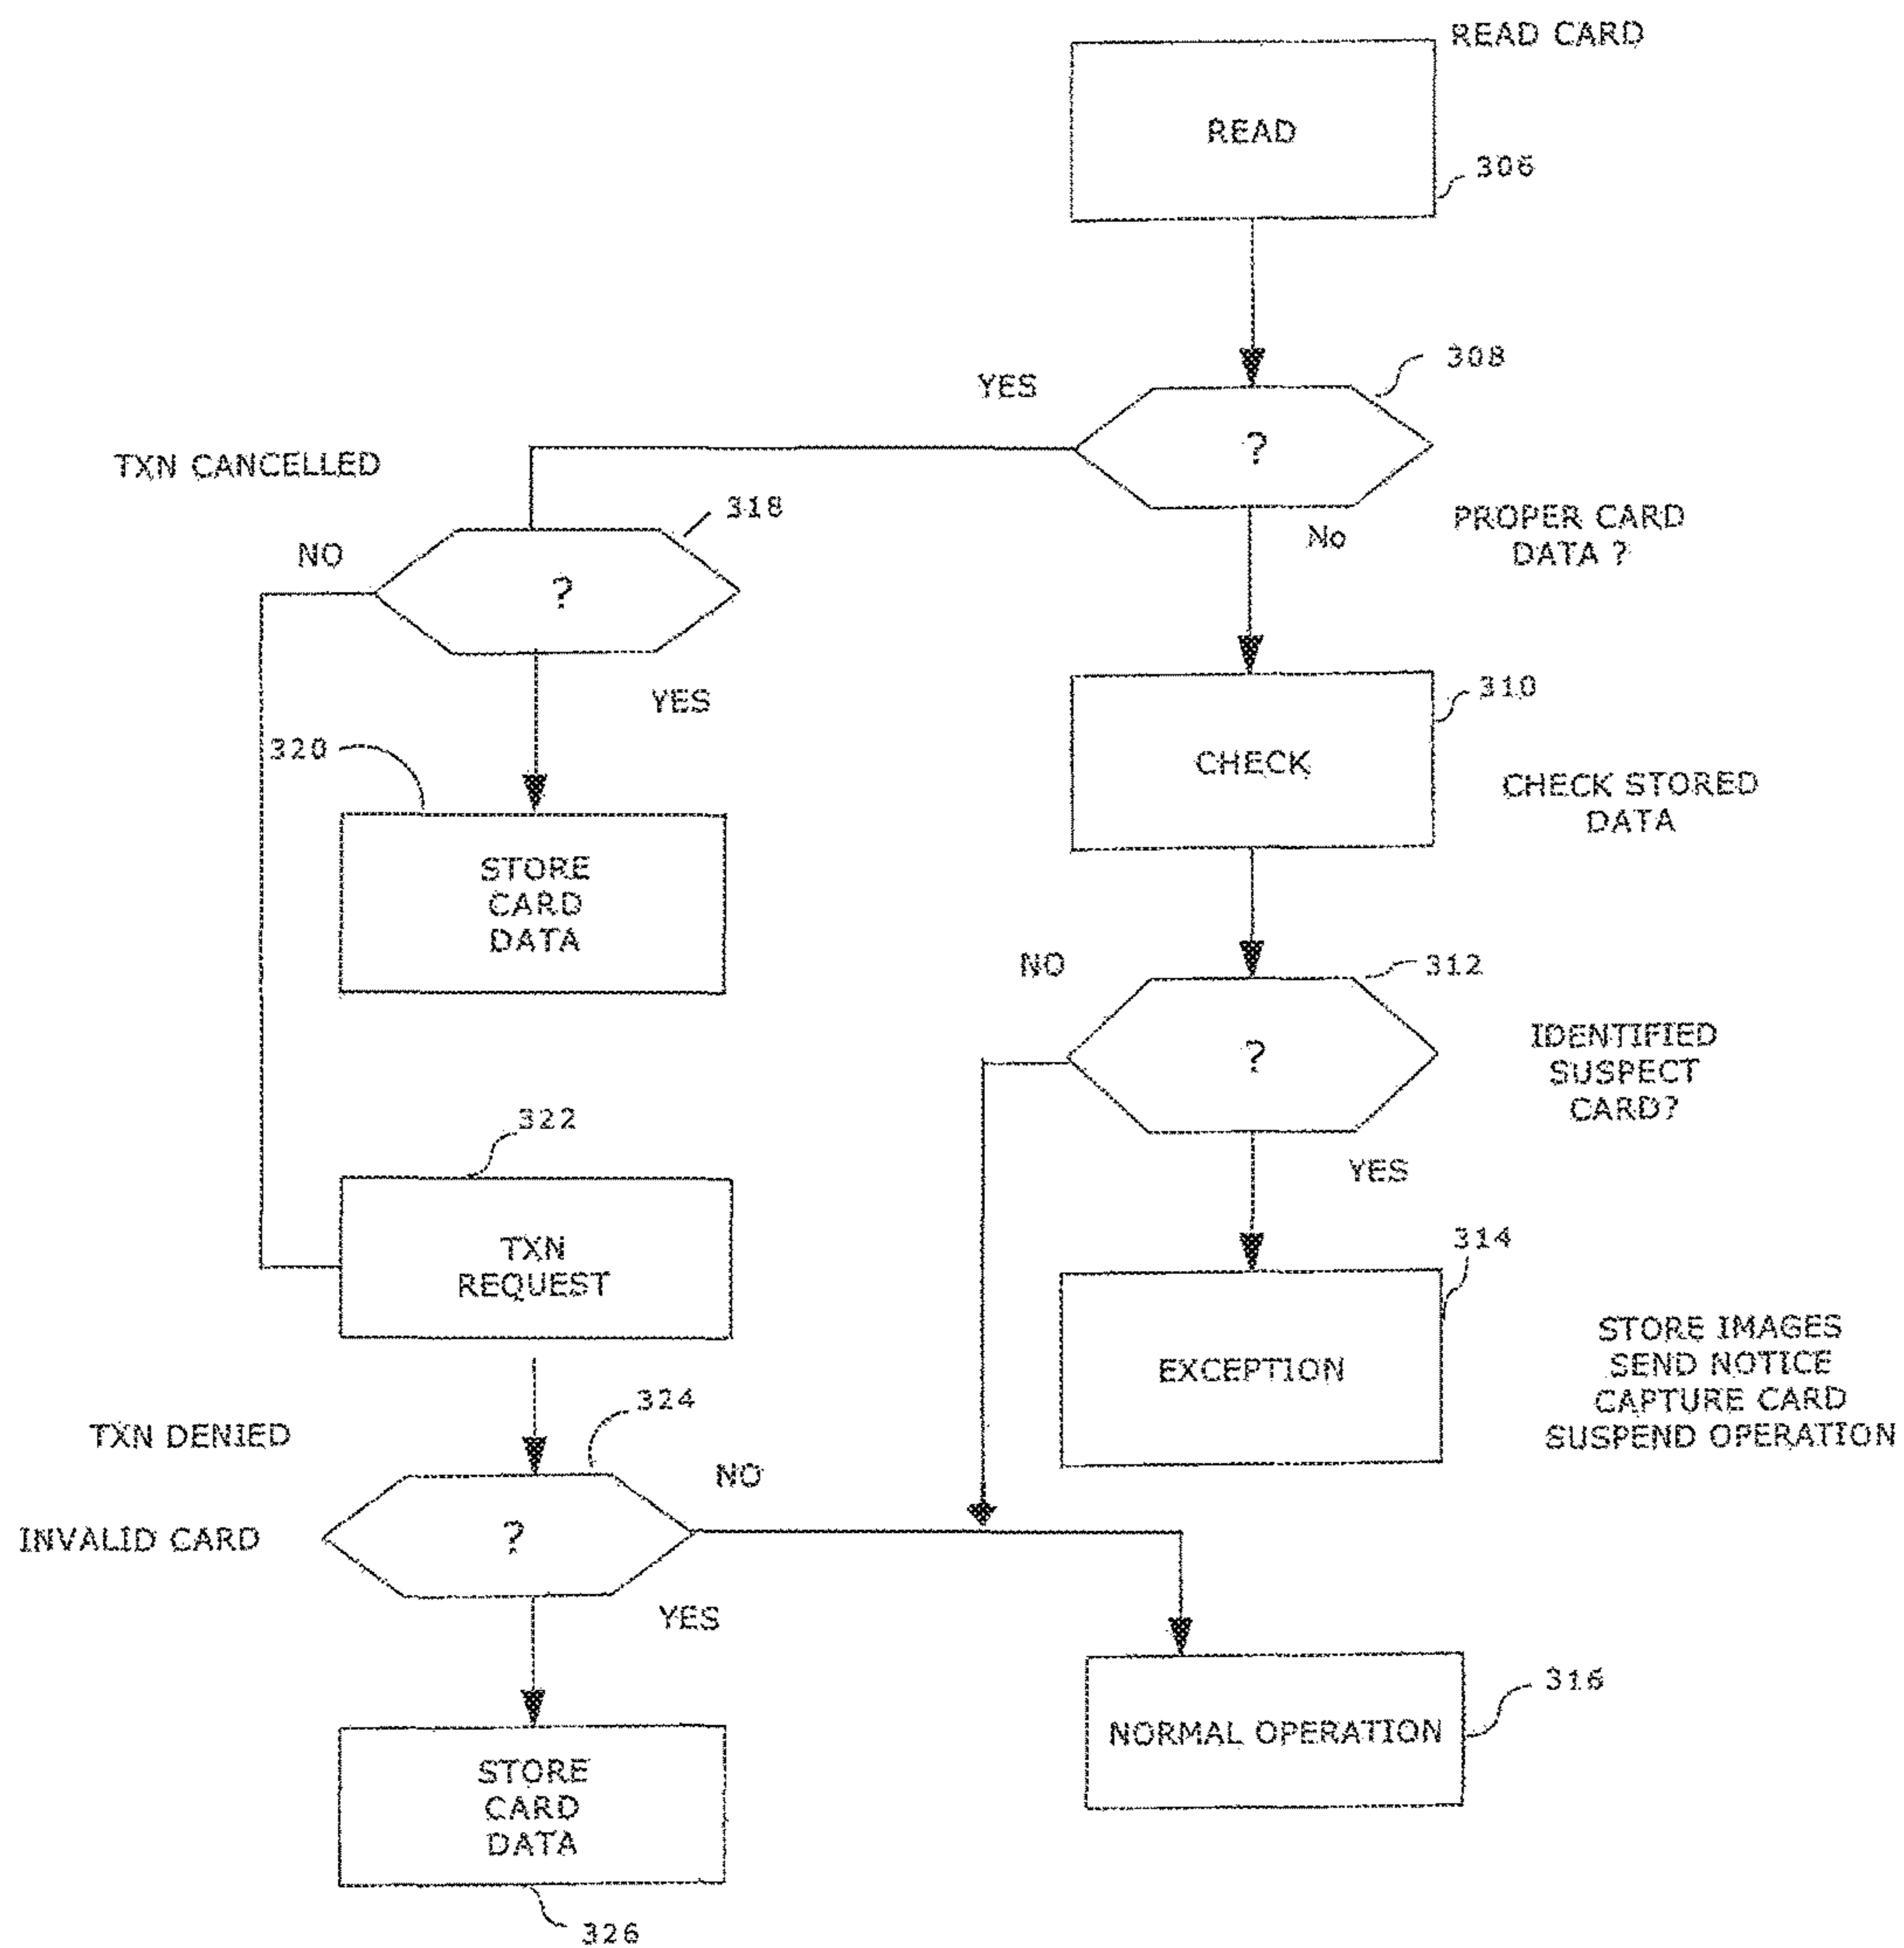 READ CARD
READ
306
308
YES
?
TXN CANCELLED
318
PROPER CARD
DATA ?
No
NO
?
YES
310
320
CHECK
CHECK STORED
DATA
STORE
CARD
DATA
NO
312
IDENTIFIED
SUSPECT
CARD?
?
322
YES
314
TXN
REQUEST
STORE IMAGES
SEND NOTICE
CAPTURE CARD
SUSPEND OPERATION
EXCEPTION
324
TXN DENIED
NO
INVALID CARD
?
YES
316
NORMAL OPERATION
STORE
CARD
DATA
326